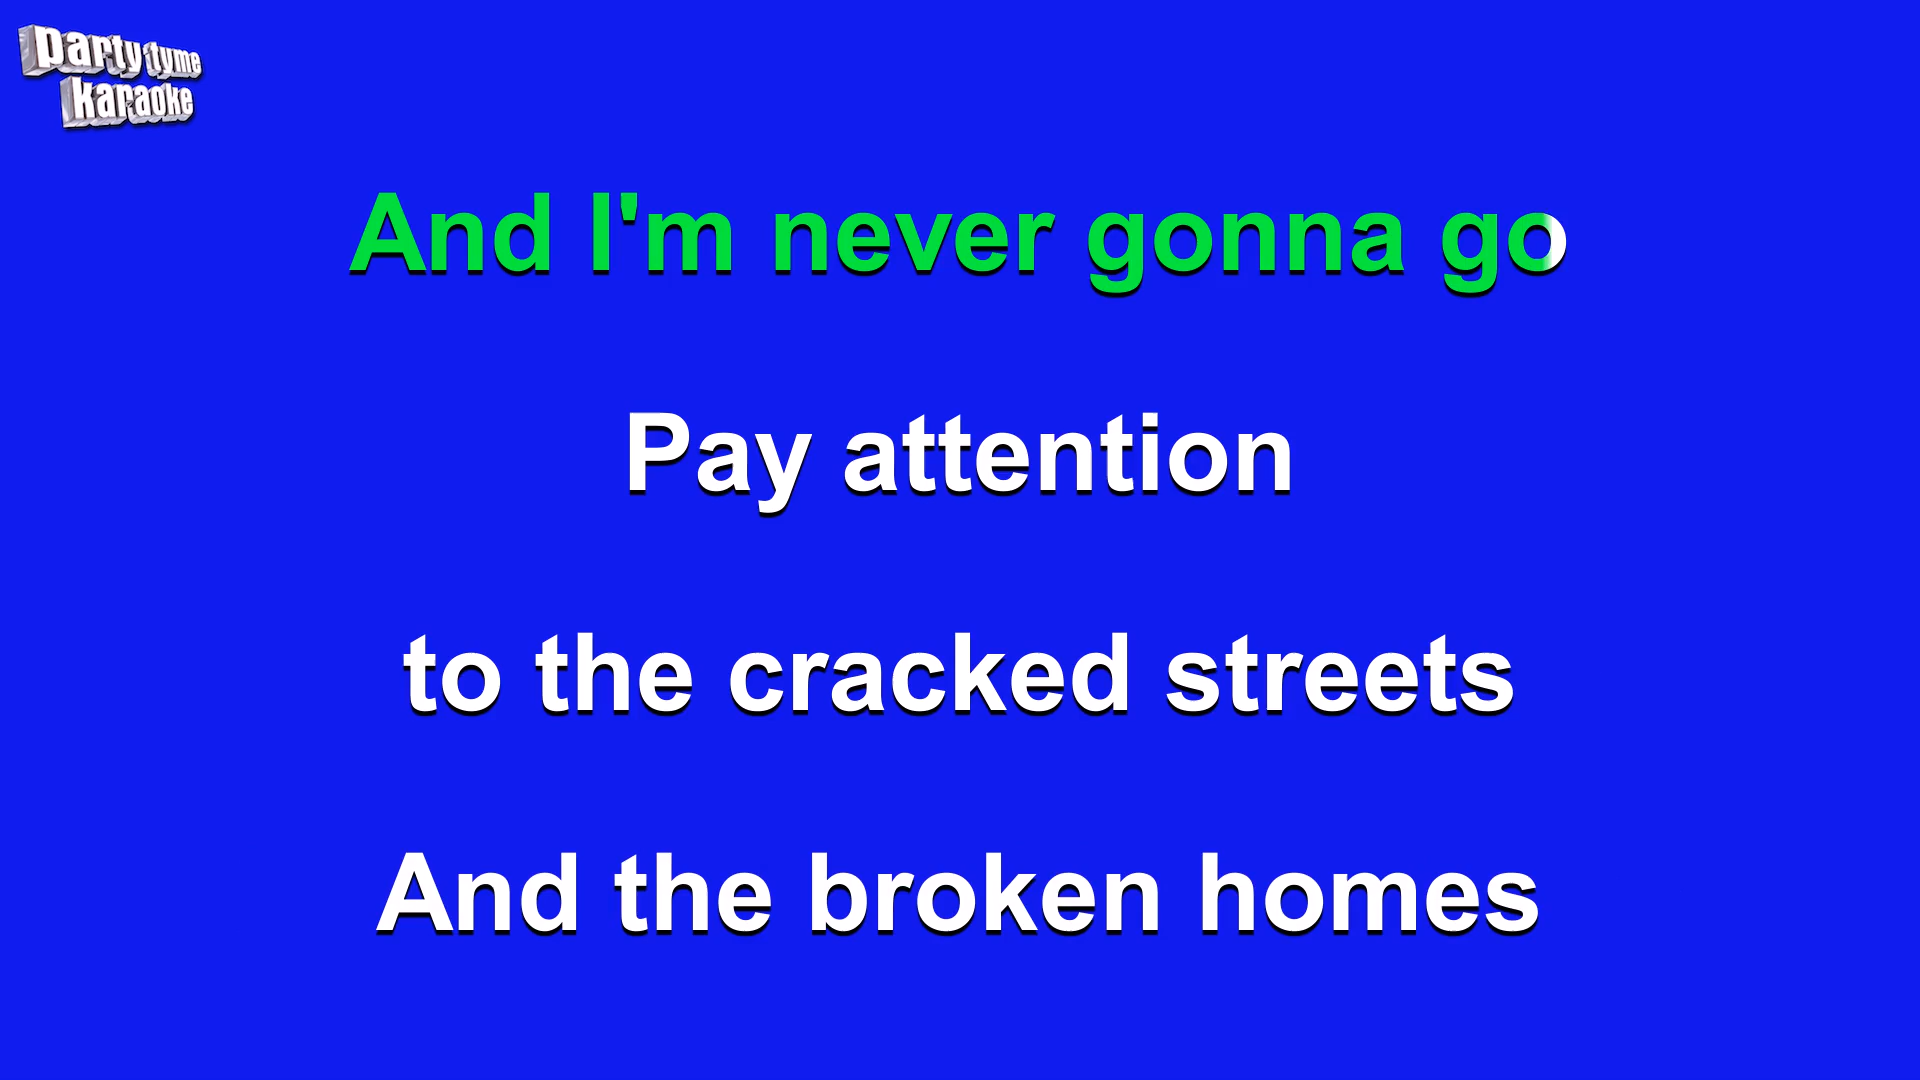 party tyme
karaoke
And I'm never gonna go
Pay attention
to the cracked streets
And the broken homes